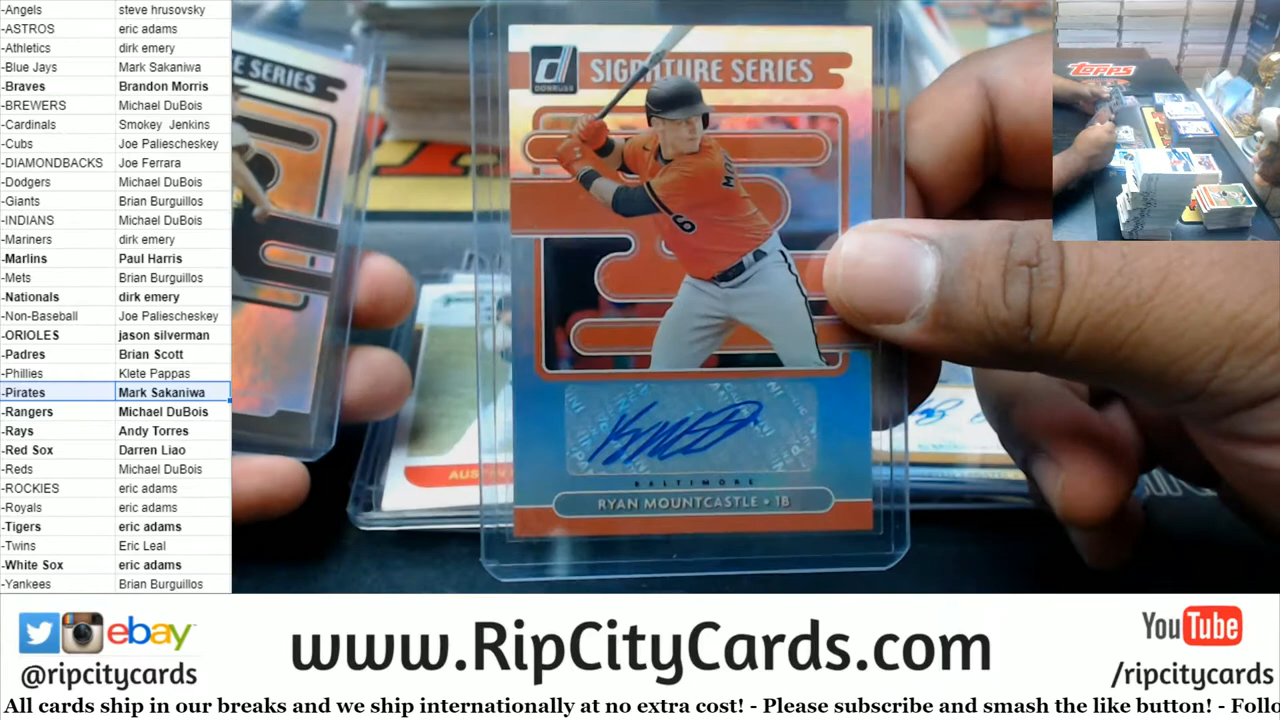 -Angels steve hrusovsky
-ASTROS eric adams
-Athletics dirk emery
-Blue Jays Mark Sakaniwa
-Braves Brandon Morris
-BREWERS Michael DuBois
-Cardinals Smokey Jenkins
-Cubs Joe Paliescheskey
-DIAMONDBACKS Joe Ferrara
-Dodgers Michael DuBois
-Giants Brian Burguillos
-INDIANS Michael DuBois
-Mariners dirk emery
-Marlins Paul Harris
-Mets Brian Burguillos
-Nationals dirk emery
-Non-Baseball Joe Paliescheskey
-ORIOLES jason silverman
-Padres Brian Scott
-Phillies Klete Pappas
-Pirates Mark Sakaniwa
-Rangers Michael DuBois
-Rays Andy Torres
-Red Sox Darren Liao
-Reds Michael DuBois
-ROCKIES eric adams
-Royals eric adams
-Tigers eric adams
-Twins Eric Leal
-White Sox eric adams
-Yankees Brian Burguillos
E SERIES
d
DONRUSS
SIGNATURE SERIES
6
BALTIMORE
RYAN MOUNTCASTLE • 1B
AUSTIN
Topps
ebay
@ripcitycards
www.RipCityCards.com
YouTube
/ripcitycards
All cards ship in our breaks and we ship internationally at no extra cost! - Please subscribe and smash the like button! - Follo